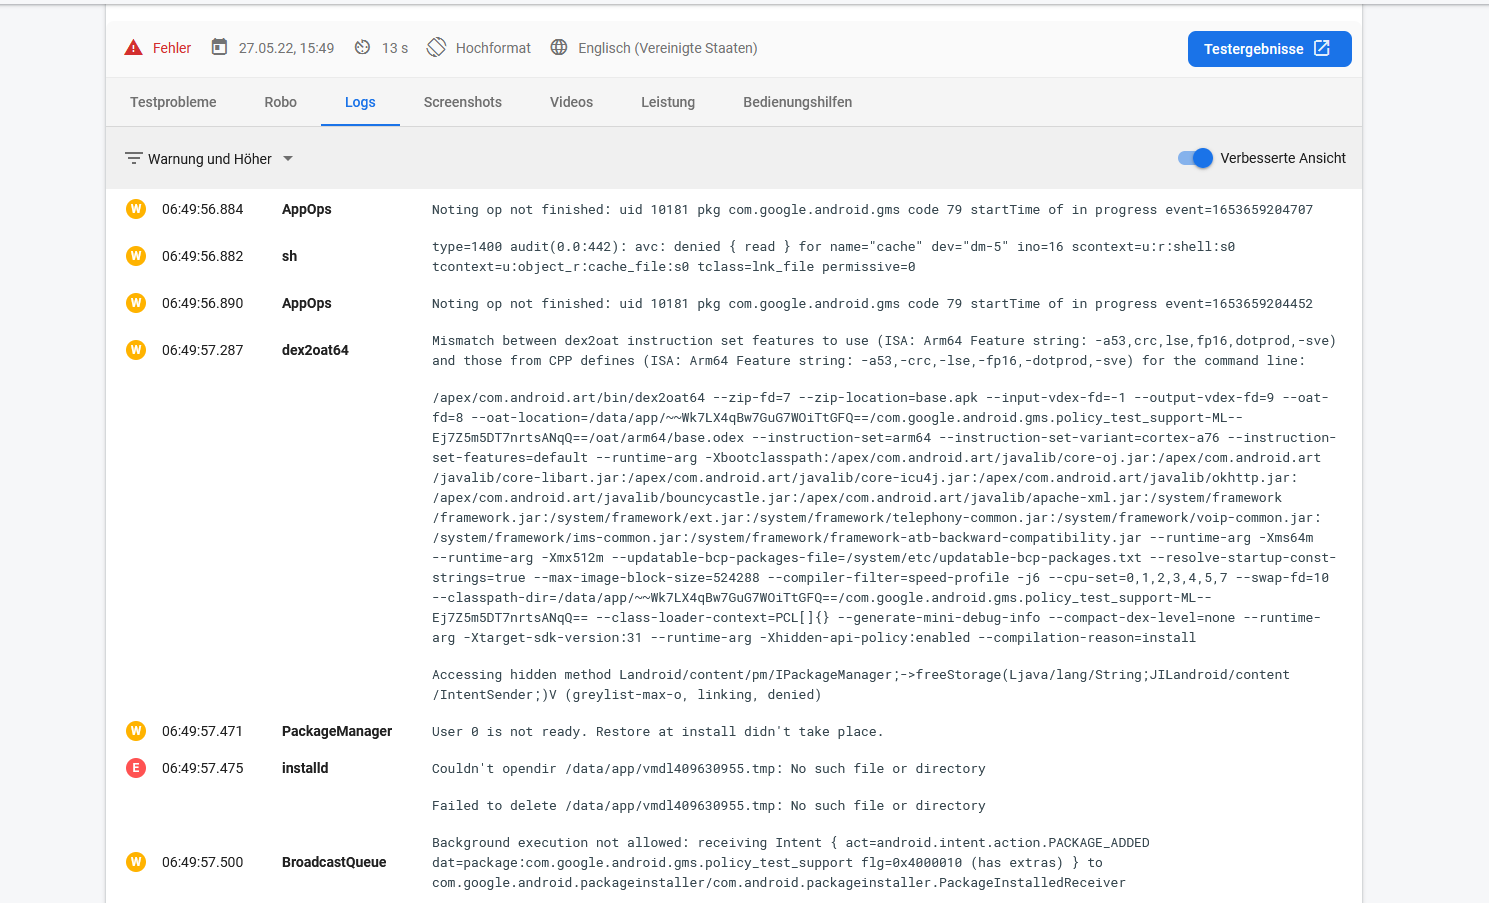 Fehler 27.05.22, 15:49 13 s Hochformat Englisch (Vereinigte Staaten) Testergebnisse
Testprobleme Robo Logs Screenshots Videos Leistung Bedienungshilfen
Warnung und Höher Verbesserte Ansicht
W 06:49:56.884 AppOps Noting op not finished: uid 10181 pkg com.google.android.gms code 79 startTime of in progress event=1653659204707
W 06:49:56.882 sh type=1400 audit(0.0:442): avc: denied { read } for name="cache" dev="dm-5" ino=16 scontext=u:r:shell:s0
tcontext=u:object_r:cache_file:s0 tclass=lnk_file permissive=0
W 06:49:56.890 AppOps Noting op not finished: uid 10181 pkg com.google.android.gms code 79 startTime of in progress event=1653659204452
W 06:49:57.287 dex2oat64 Mismatch between dex2oat instruction set features to use (ISA: Arm64 Feature string: -a53,crc,lse,fp16,dotprod,-sve)
and those from CPP defines (ISA: Arm64 Feature string: -a53,-crc,-lse,-fp16,-dotprod,-sve) for the command line:
/apex/com.android.art/bin/dex2oat64 --zip-fd=7 --zip-location=base.apk --input-vdex-fd=-1 --output-vdex-fd=9 --oat-
fd=8 --oat-location=/data/app/~~Wk7LX4qBw7GuG7WOiTtGFQ==/com.google.android.gms.policy_test_support-ML--
Ej7Z5m5DT7nrtsANqQ==/oat/arm64/base.odex --instruction-set=arm64 --instruction-set-variant=cortex-a76 --instruction-
set-features=default --runtime-arg -Xbootclasspath:/apex/com.android.art/javalib/core-oj.jar:/apex/com.android.art
/javalib/core-libart.jar:/apex/com.android.art/javalib/core-icu4j.jar:/apex/com.android.art/javalib/okhttp.jar:
/apex/com.android.art/javalib/bouncycastle.jar:/apex/com.android.art/javalib/apache-xml.jar:/system/framework
/framework.jar:/system/framework/ext.jar:/system/framework/telephony-common.jar:/system/framework/voip-common.jar:
/system/framework/ims-common.jar:/system/framework/framework-atb-backward-compatibility.jar --runtime-arg -Xms64m
--runtime-arg -Xmx512m --updatable-bcp-packages-file=/system/etc/updatable-bcp-packages.txt --resolve-startup-const-
strings=true --max-image-block-size=524288 --compiler-filter=speed-profile -j6 --cpu-set=0,1,2,3,4,5,7 --swap-fd=10
--classpath-dir=/data/app/~~Wk7LX4qBw7GuG7WOiTtGFQ==/com.google.android.gms.policy_test_support-ML--
Ej7Z5m5DT7nrtsANqQ== --class-loader-context=PCL[]{} --generate-mini-debug-info --compact-dex-level=none --runtime-
arg -Xtarget-sdk-version:31 --runtime-arg -Xhidden-api-policy:enabled --compilation-reason=install
Accessing hidden method Landroid/content/pm/IPackageManager;->freeStorage(Ljava/lang/String;JILandroid/content
/IntentSender;)V (greylist-max-o, linking, denied)
W 06:49:57.471 PackageManager User 0 is not ready. Restore at install didn't take place.
E 06:49:57.475 installd Couldn't opendir /data/app/vmdl409630955.tmp: No such file or directory
Failed to delete /data/app/vmdl409630955.tmp: No such file or directory
W 06:49:57.500 BroadcastQueue Background execution not allowed: receiving Intent { act=android.intent.action.PACKAGE_ADDED
dat=package:com.google.android.gms.policy_test_support flg=0x4000010 (has extras) } to
com.google.android.packageinstaller/com.android.packageinstaller.PackageInstalledReceiver